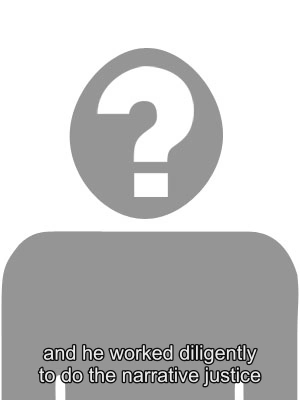 and he worked diligently
to do the narrative justice